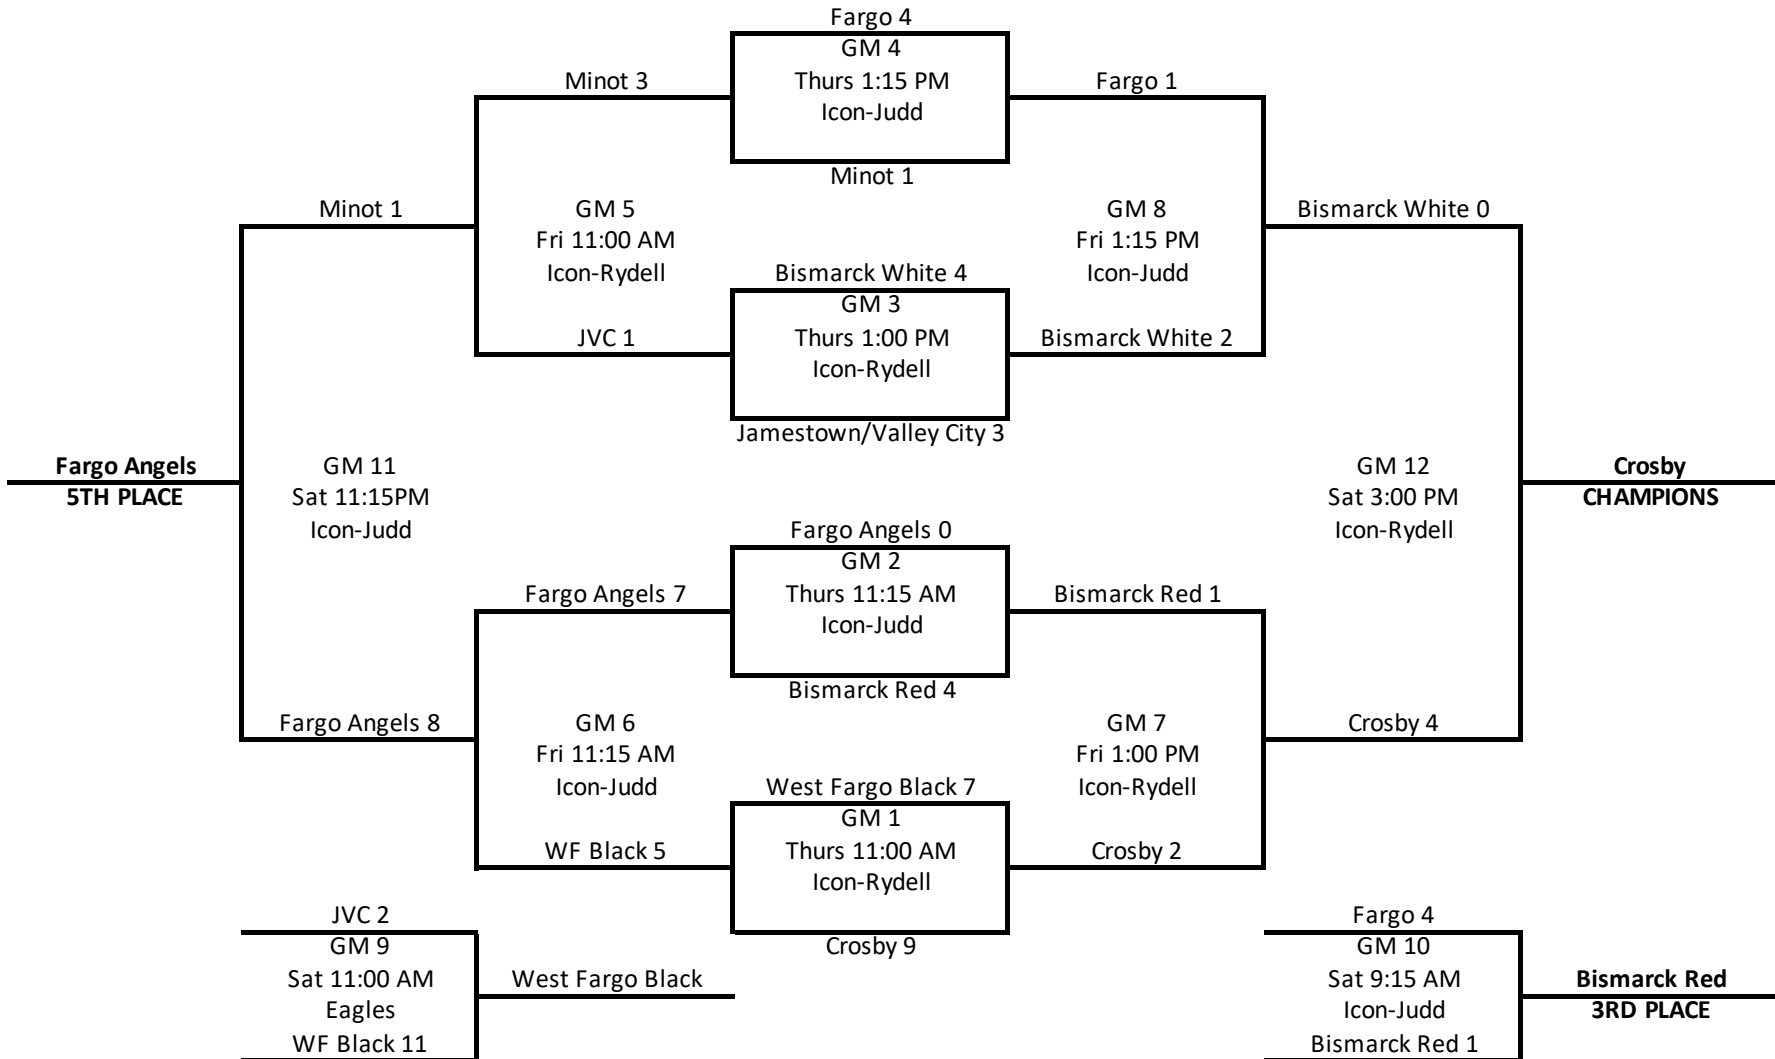 Fargo 4
GM 4
Thurs 1:15 PM
Icon-Judd
Minot 1
Minot 3
Fargo 1
Minot 1
GM 5
Fri 11:00 AM
Icon-Rydell
GM 8
Fri 1:15 PM
Icon-Judd
Bismarck White 0
Bismarck White 4
GM 3
Thurs 1:00 PM
Icon-Rydell
Jamestown/Valley City 3
JVC 1
Bismarck White 2
Fargo Angels
5TH PLACE
GM 11
Sat 11:15PM
Icon-Judd
GM 12
Sat 3:00 PM
Icon-Rydell
Crosby
CHAMPIONS
Fargo Angels 0
GM 2
Thurs 11:15 AM
Icon-Judd
Bismarck Red 4
Fargo Angels 7
Bismarck Red 1
Fargo Angels 8
GM 6
Fri 11:15 AM
Icon-Judd
GM 7
Fri 1:00 PM
Icon-Rydell
Crosby 4
West Fargo Black 7
GM 1
Thurs 11:00 AM
Icon-Rydell
Crosby 9
WF Black 5
Crosby 2
JVC 2
GM 9
Sat 11:00 AM
Eagles
WF Black 11
West Fargo Black
Fargo 4
GM 10
Sat 9:15 AM
Icon-Judd
Bismarck Red 1
Bismarck Red
3RD PLACE